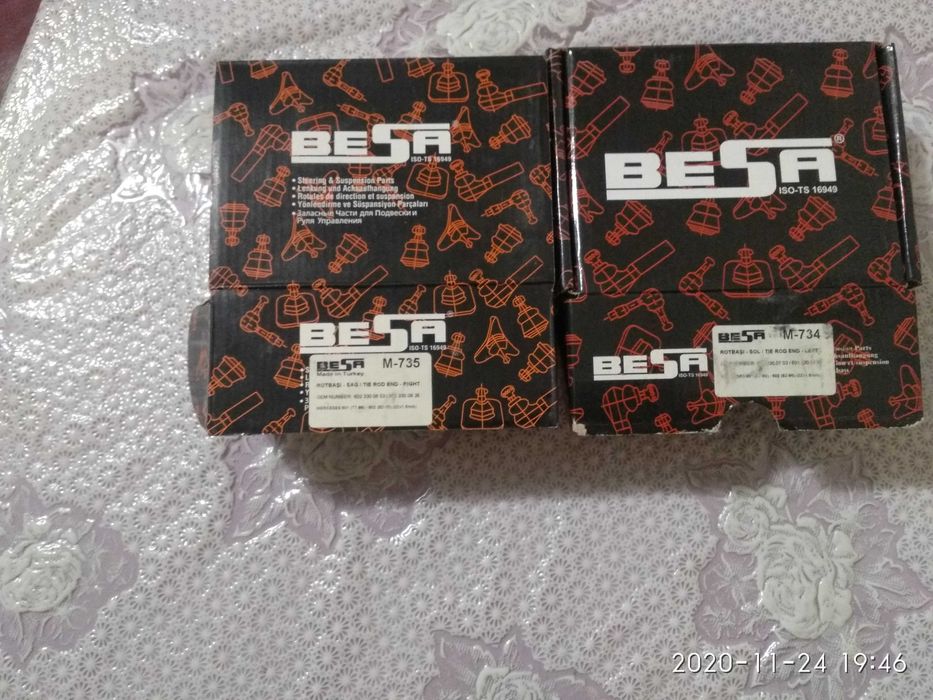 BESA®
ISO-TS 16949
• Steering & Suspension Parts
• Lenkung und Achsaufhangung
• Rotules de direction et suspension
• Yönlendirme ve Süspansiyon Parçaları
• Запасные Части для Подвески и
Руля Управления
BESA®
ISO-TS 16949
BESA M-735
Made in Turkey
ROTBAŞI - SAĞ / TIE ROD END - RIGHT
OEM NUMBER:
MERCEDES
BESA®
ISO-TS 16949
BESA
ISO-TS 16949
BESA M-734
ROTBAŞI - SOL / TIE ROD END - LEFT
2020-11-24 19:46